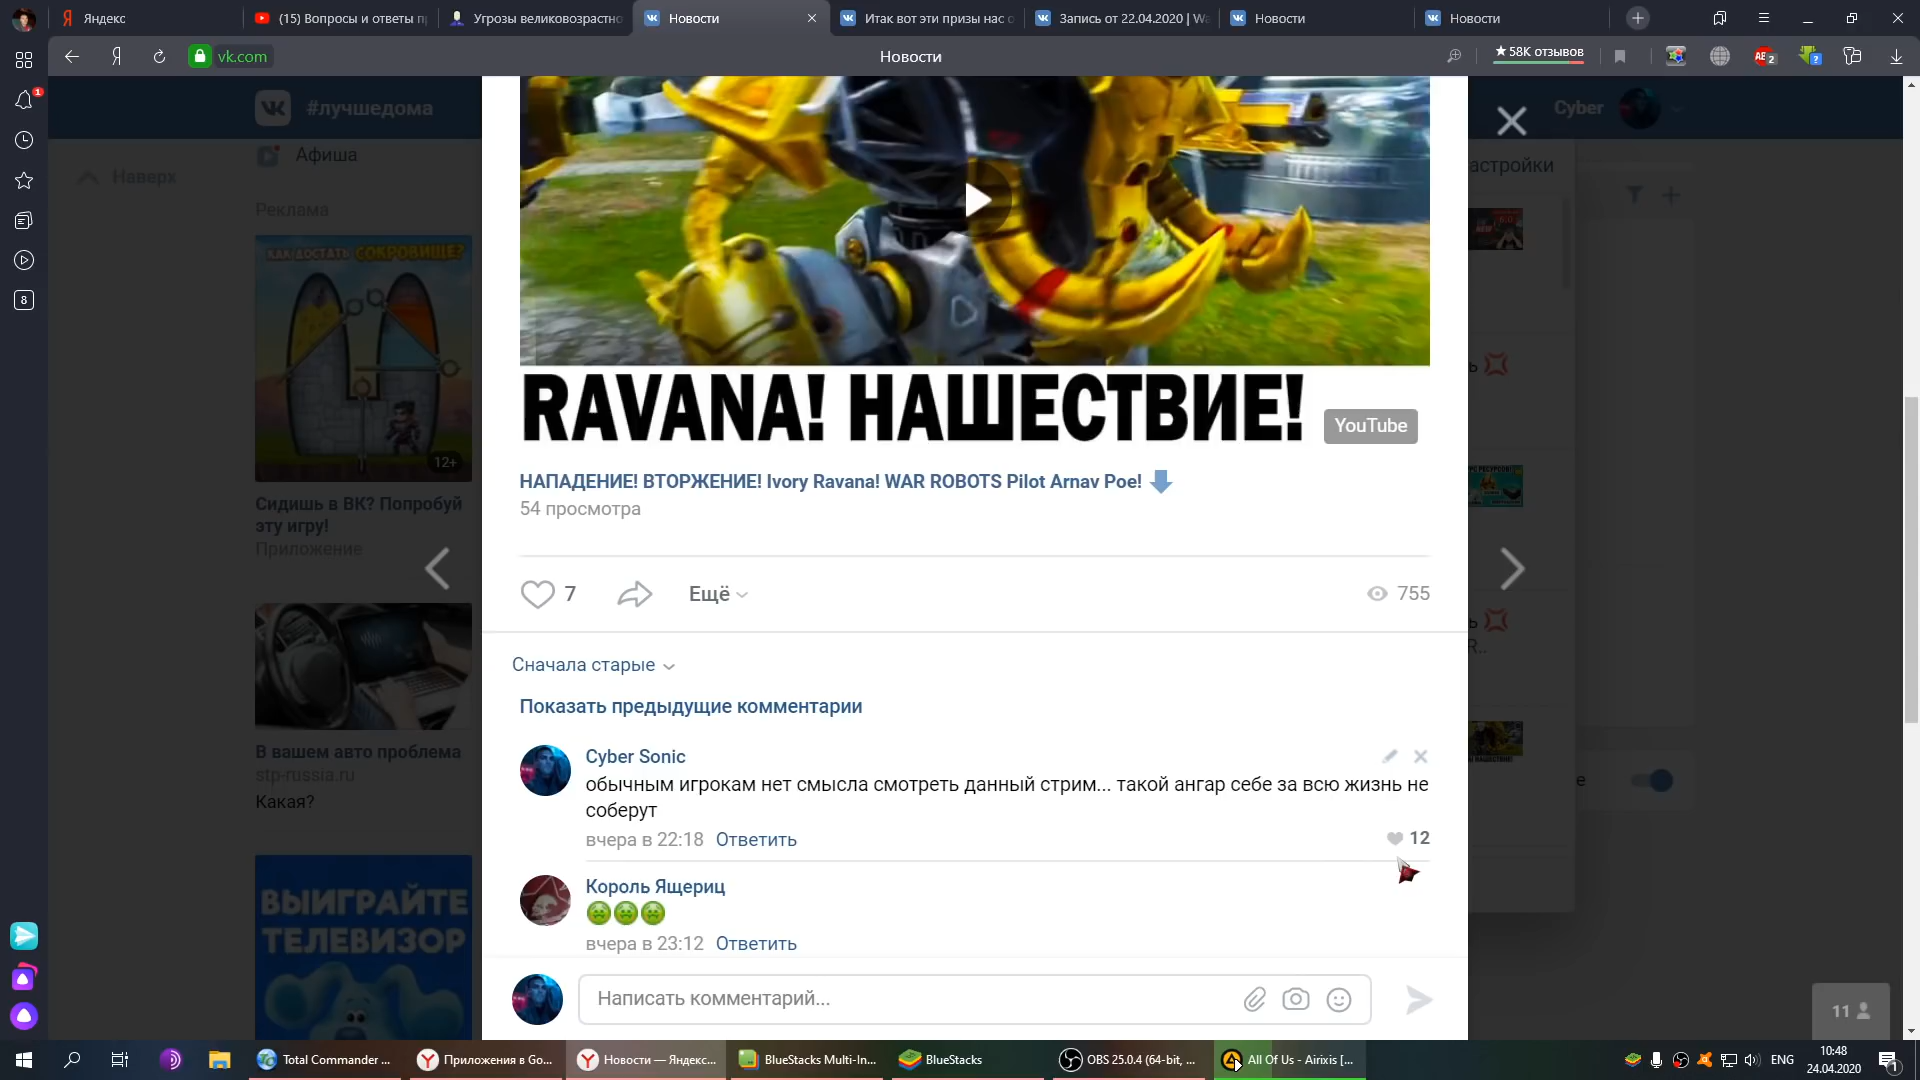 Яндекс
(15) Вопросы и ответы п
Угрозы великовозрастно
Новости
Итак вот эти призы нас о
Запись от 22.04.2020 | Wa
Новости
Новости
vk.com
Новости
★ 58K отзывов
#лучшедома
Cyber
Афиша
Наверх
астройки
Реклама
КАК ДОСТАТЬ СОКРОВИЩЕ?
12+
Сидишь в ВК? Попробуй
эту игру!
Приложение
В вашем авто проблема
stp-russia.ru
Какая?
ВЫИГРАЙТЕ
ТЕЛЕВИЗОР
RAVANA! НАШЕСТВИЕ!
YouTube
НАПАДЕНИЕ! ВТОРЖЕНИЕ! Ivory Ravana! WAR ROBOTS Pilot Arnav Poe!
54 просмотра
7
Ещё
755
Сначала старые
Показать предыдущие комментарии
Cyber Sonic
обычным игрокам нет смысла смотреть данный стрим... такой ангар себе за всю жизнь не
соберут
вчера в 22:18 Ответить
12
Король Ящериц
вчера в 23:12 Ответить
Написать комментарий...
11
Total Commander ...
Приложения в Go...
Новости — Яндекс...
BlueStacks Multi-In...
BlueStacks
OBS 25.0.4 (64-bit, ...
All Of Us - Airixis [...
ENG
10:48
24.04.2020